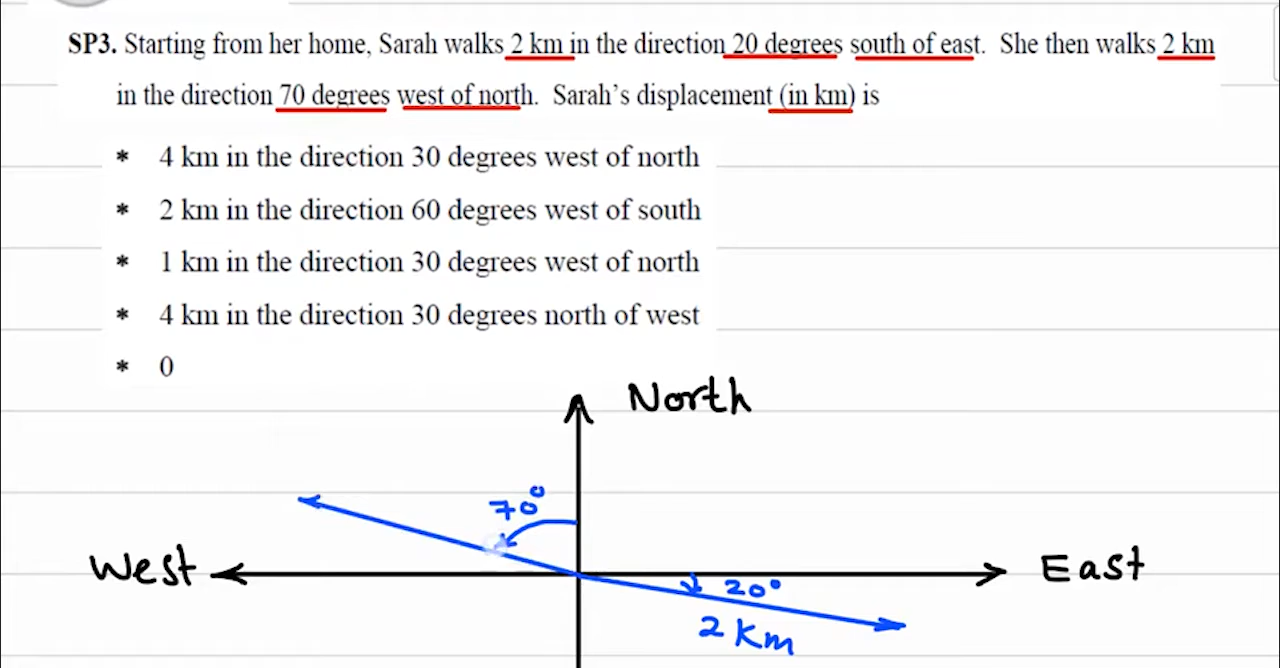 SP3. Starting from her home, Sarah walks 2 km in the direction 20 degrees south of east. She then walks 2 km
in the direction 70 degrees west of north. Sarah's displacement (in km) is
* 4 km in the direction 30 degrees west of north
* 2 km in the direction 60 degrees west of south
* 1 km in the direction 30 degrees west of north
* 4 km in the direction 30 degrees north of west
* 0
North
70°
West
East
20°
2 Km